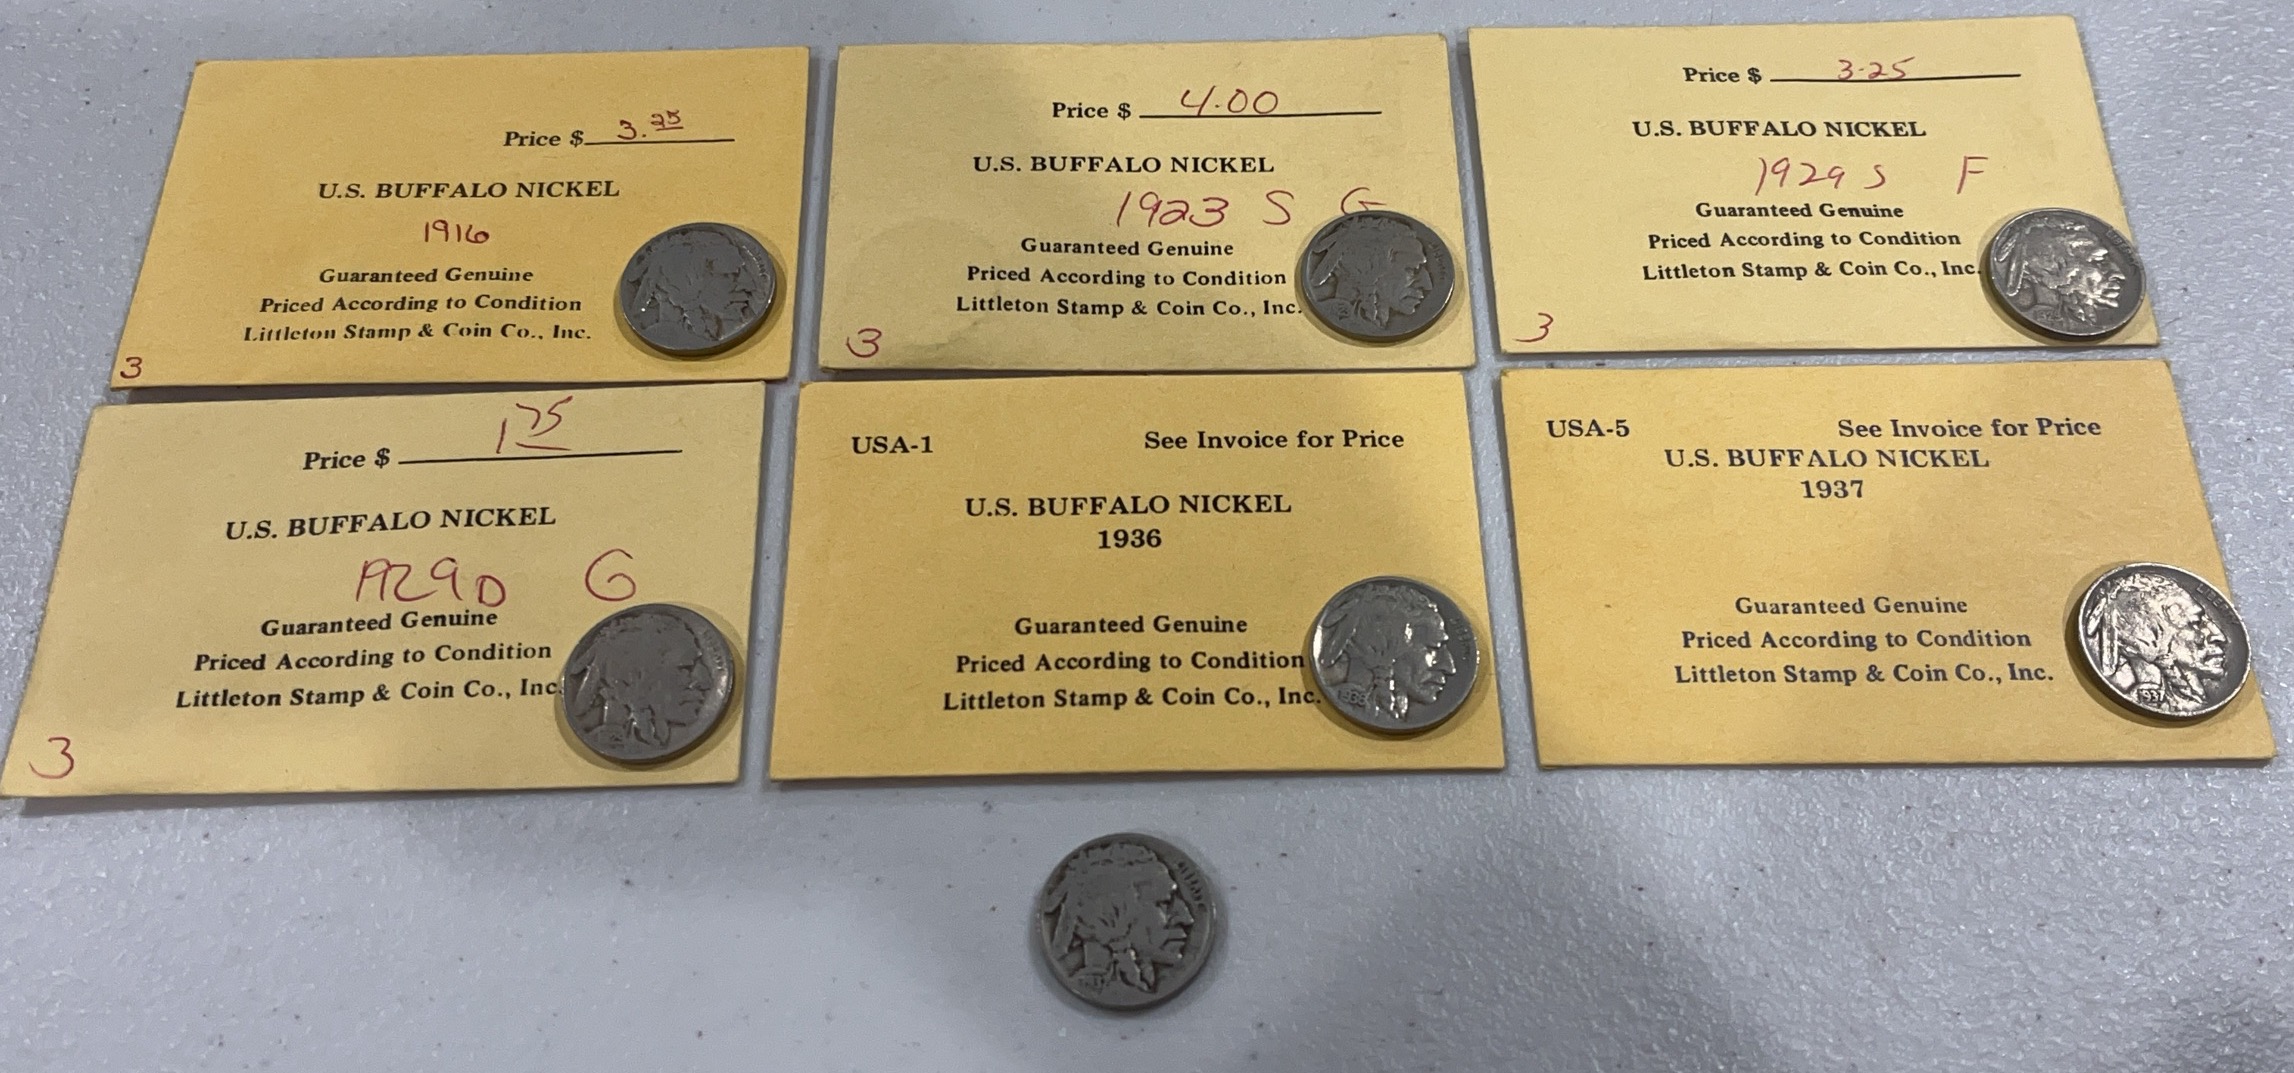 Price $ 3.25
U.S. BUFFALO NICKEL
1916
Guaranteed Genuine
Priced According to Condition
Littleton Stamp & Coin Co., Inc.
3
Price $ 4.00
U.S. BUFFALO NICKEL
1923 S G
Guaranteed Genuine
Priced According to Condition
Littleton Stamp & Coin Co., Inc.
3
Price $ 3.25
U.S. BUFFALO NICKEL
1929 S F
Guaranteed Genuine
Priced According to Condition
Littleton Stamp & Coin Co., Inc.
3
Price $ 1 75
U.S. BUFFALO NICKEL
1929 D G
Guaranteed Genuine
Priced According to Condition
Littleton Stamp & Coin Co., Inc.
3
USA-1 See Invoice for Price
U.S. BUFFALO NICKEL
1936
Guaranteed Genuine
Priced According to Condition
Littleton Stamp & Coin Co., Inc.
1936
USA-5 See Invoice for Price
U.S. BUFFALO NICKEL
1937
Guaranteed Genuine
Priced According to Condition
Littleton Stamp & Coin Co., Inc.
1937